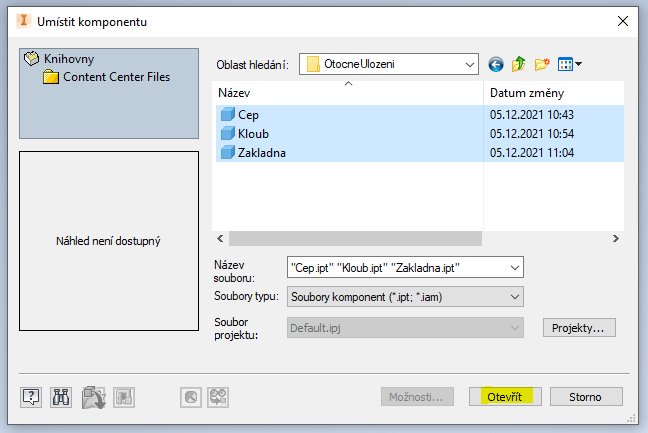 Umístit komponentu
Knihovny
Content Center Files
Náhled není dostupný
Oblast hledání:
OtocneUlozeni
Název
Datum změny
Cep
05.12.2021 10:43
Kloub
05.12.2021 10:54
Zakladna
05.12.2021 11:04
Název
souboru:
"Cep.ipt" "Kloub.ipt" "Zakladna.ipt"
Soubory typu:
Soubory komponent (*.ipt; *.iam)
Soubor
projektu:
Default.ipj
Projekty...
Možnosti...
Otevřít
Storno